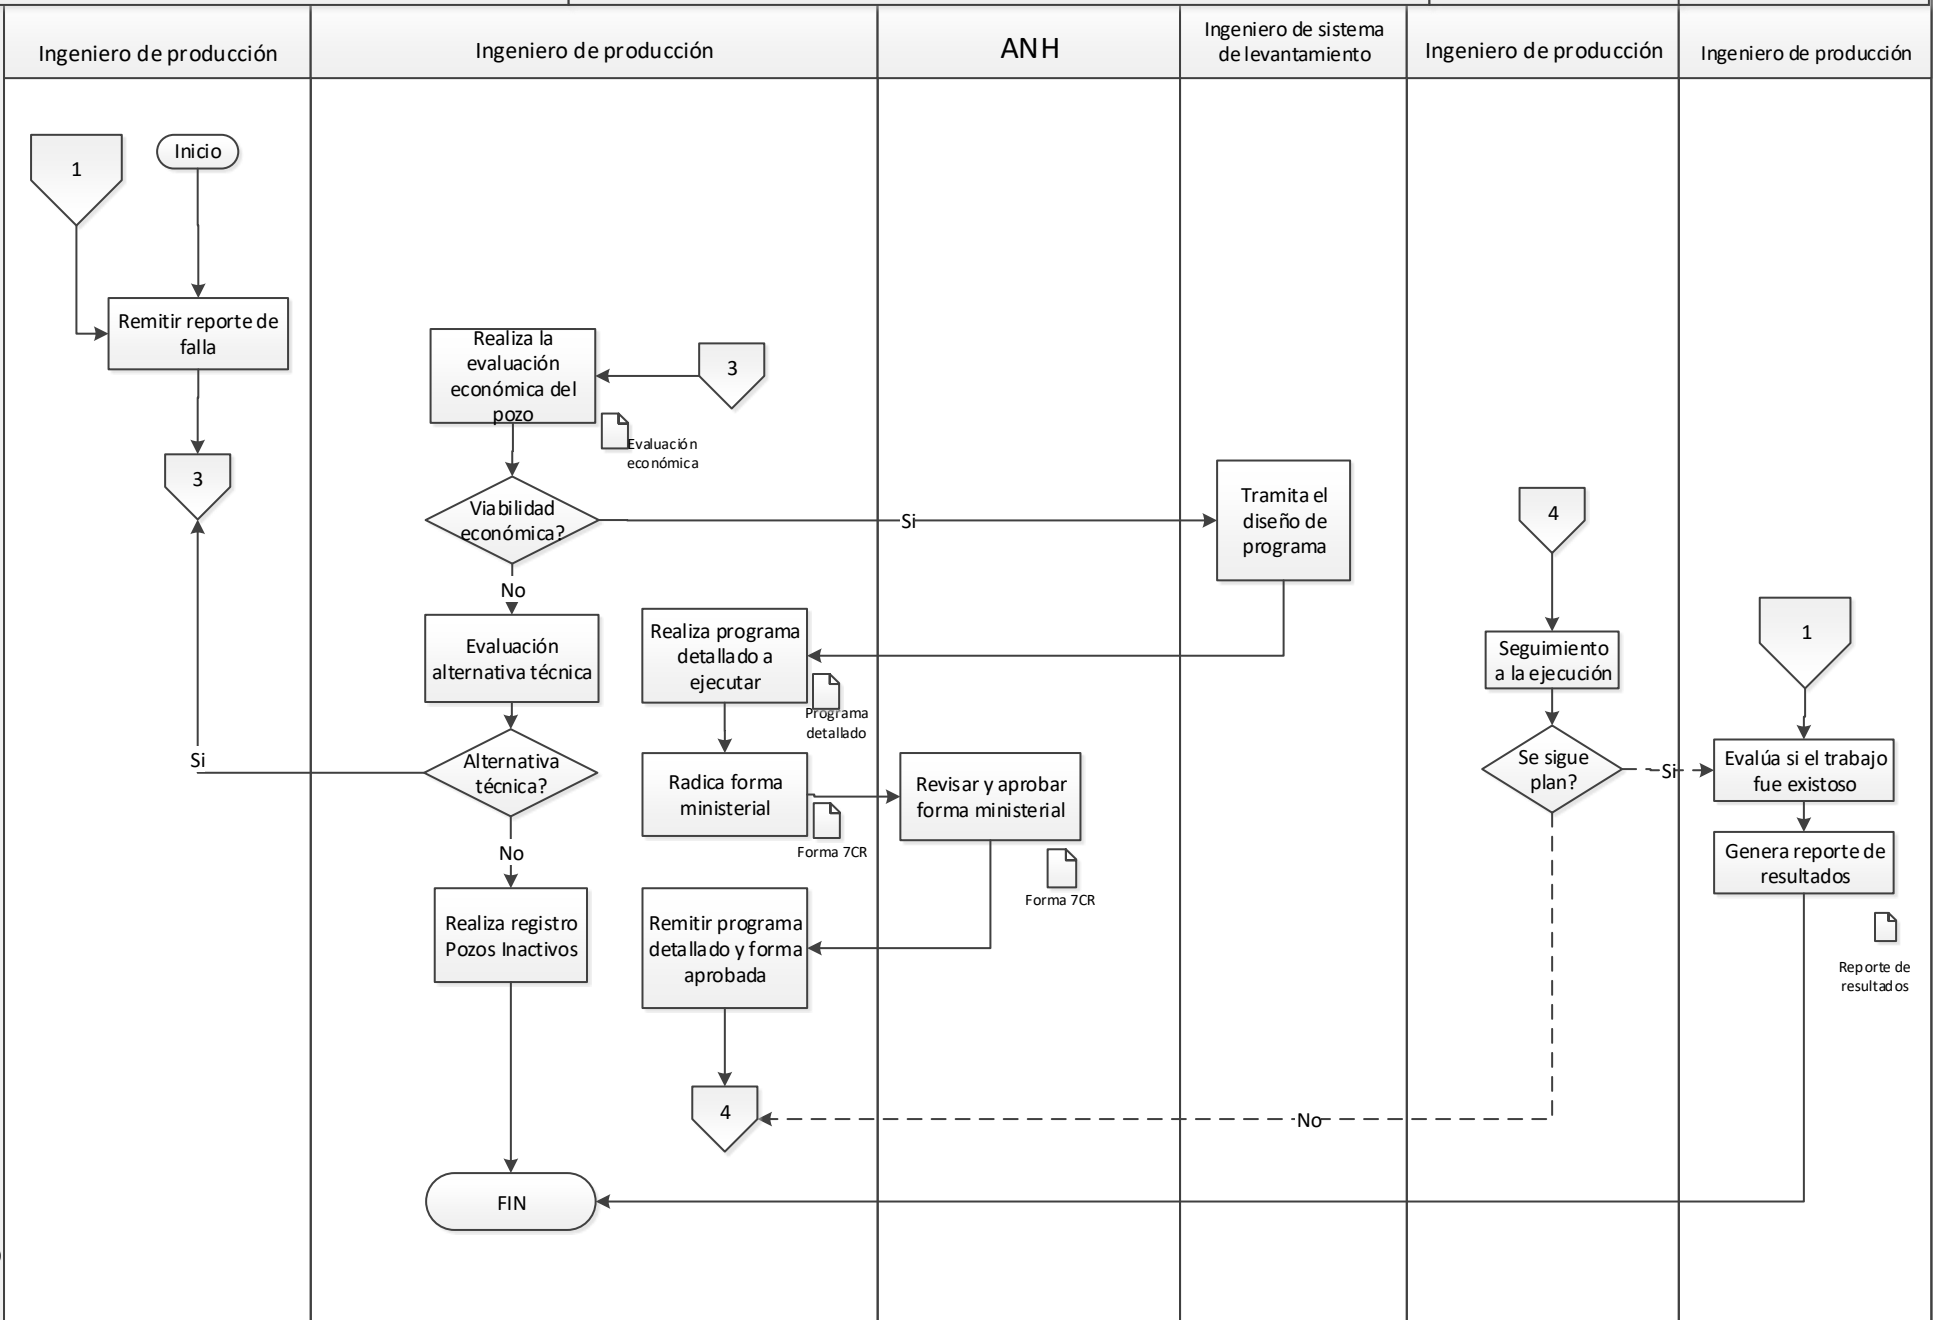 Ingeniero de producción
Ingeniero de producción
ANH
Ingeniero de sistema
de levantamiento
Ingeniero de producción
Ingeniero de producción
1
Inicio
Remitir reporte de
falla
3
Si
Realiza la
evaluación
económica del
pozo
3
Evaluación
económica
Viabilidad
económica?
Si
No
Evaluación
alternativa técnica
Alternativa
técnica?
No
Realiza registro
Pozos Inactivos
FIN
Realiza programa
detallado a
ejecutar
Programa
detallado
Radica forma
ministerial
Forma 7CR
Remitir programa
detallado y forma
aprobada
4
Revisar y aprobar
forma ministerial
Forma 7CR
Tramita el
diseño de
programa
No
4
Seguimiento
a la ejecución
Se sigue
plan?
Si
1
Evalúa si el trabajo
fue existoso
Genera reporte de
resultados
Reporte de
resultados